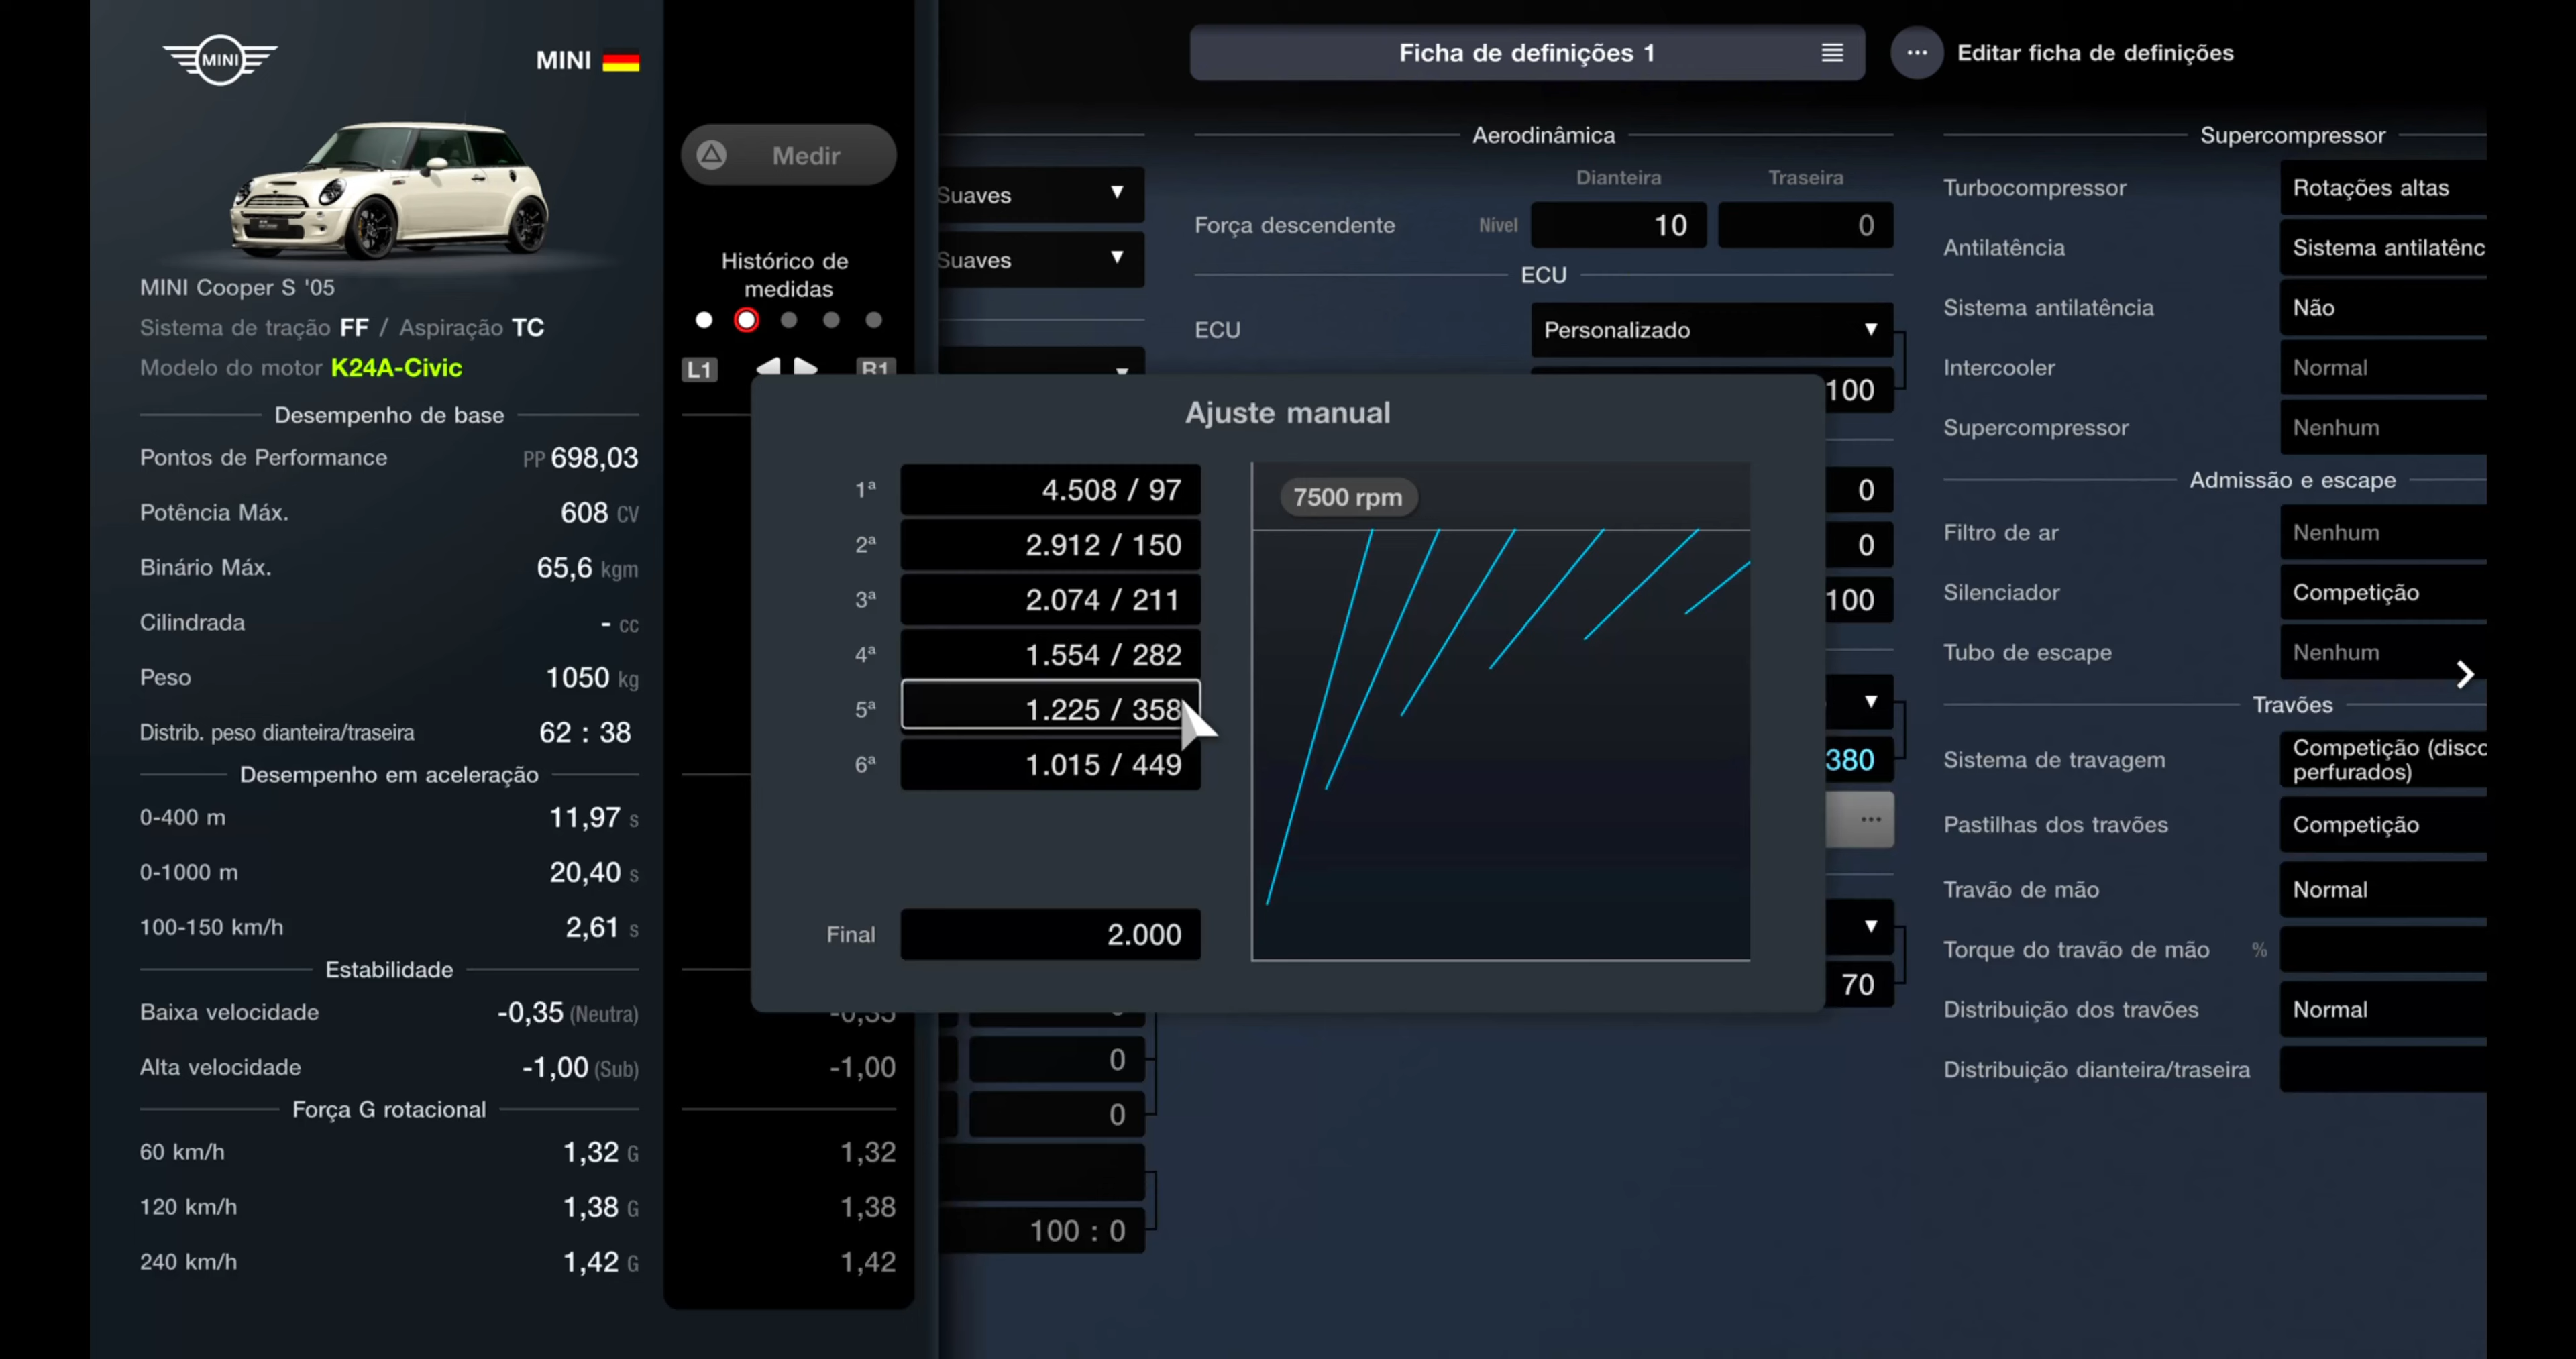 MINI
MINI
MINI Cooper S '05
Sistema de tração FF / Aspiração TC
Modelo do motor K24A-Civic
Desempenho de base
Pontos de Performance PP 698,03
Potência Máx. 608 CV
Binário Máx. 65,6 kgm
Cilindrada - cc
Peso 1050 kg
Distrib. peso dianteira/traseira 62 : 38
Desempenho em aceleração
0-400 m 11,97 s
0-1000 m 20,40 s
100-150 km/h 2,61 s
Estabilidade
Baixa velocidade -0,35 (Neutra)
Alta velocidade -1,00 (Sub)
Força G rotacional
60 km/h 1,32 G
120 km/h 1,38 G
240 km/h 1,42 G
Medir
Histórico de
medidas
L1 R1
-0,35
-1,00
1,32
1,38
1,42
Suaves
Suaves
0
0
100 : 0
Ficha de definições 1
Editar ficha de definições
Aerodinâmica
Dianteira Traseira
Força descendente Nível 10 0
ECU
ECU Personalizado
100
0
0
100
380
...
70
Ajuste manual
1ª 4.508 / 97
2ª 2.912 / 150
3ª 2.074 / 211
4ª 1.554 / 282
5ª 1.225 / 358
6ª 1.015 / 449
Final 2.000
7500 rpm
Supercompressor
Turbocompressor Rotações altas
Antilatência Sistema antilatênc
Sistema antilatência Não
Intercooler Normal
Supercompressor Nenhum
Admissão e escape
Filtro de ar Nenhum
Silenciador Competição
Tubo de escape Nenhum
Travões
Sistema de travagem Competição (disco
perfurados)
Pastilhas dos travões Competição
Travão de mão Normal
Torque do travão de mão %
Distribuição dos travões Normal
Distribuição dianteira/traseira